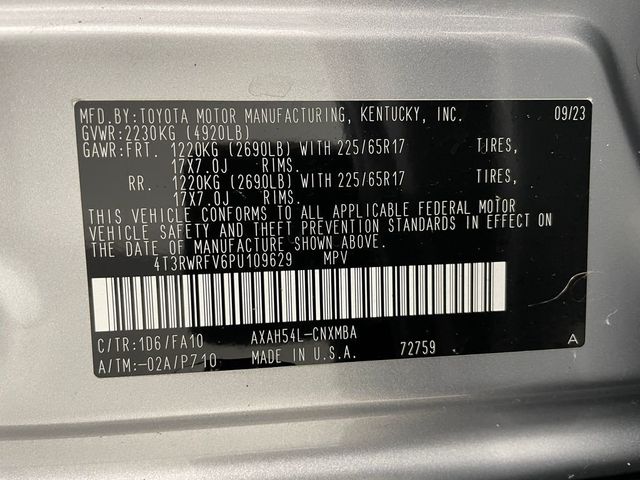 MFD.BY:TOYOTA MOTOR MANUFACTURING, KENTUCKY, INC. 09/23
GVWR:2230KG (4920LB)
GAWR:FRT. 1220KG (2690LB) WITH 225/65R17 TIRES,
17X7.0J RIMS.
RR. 1220KG (2690LB) WITH 225/65R17 TIRES,
17X7.0J RIMS.
THIS VEHICLE CONFORMS TO ALL APPLICABLE FEDERAL MOTOR
VEHICLE SAFETY AND THEFT PREVENTION STANDARDS IN EFFECT ON
THE DATE OF MANUFACTURE SHOWN ABOVE.
4T3RWRFV6PU109629 MPV
C/TR:1D6/FA10 AXAH54L-CNXMBA
A/TM:-02A/P710 MADE IN U.S.A. 72759 A